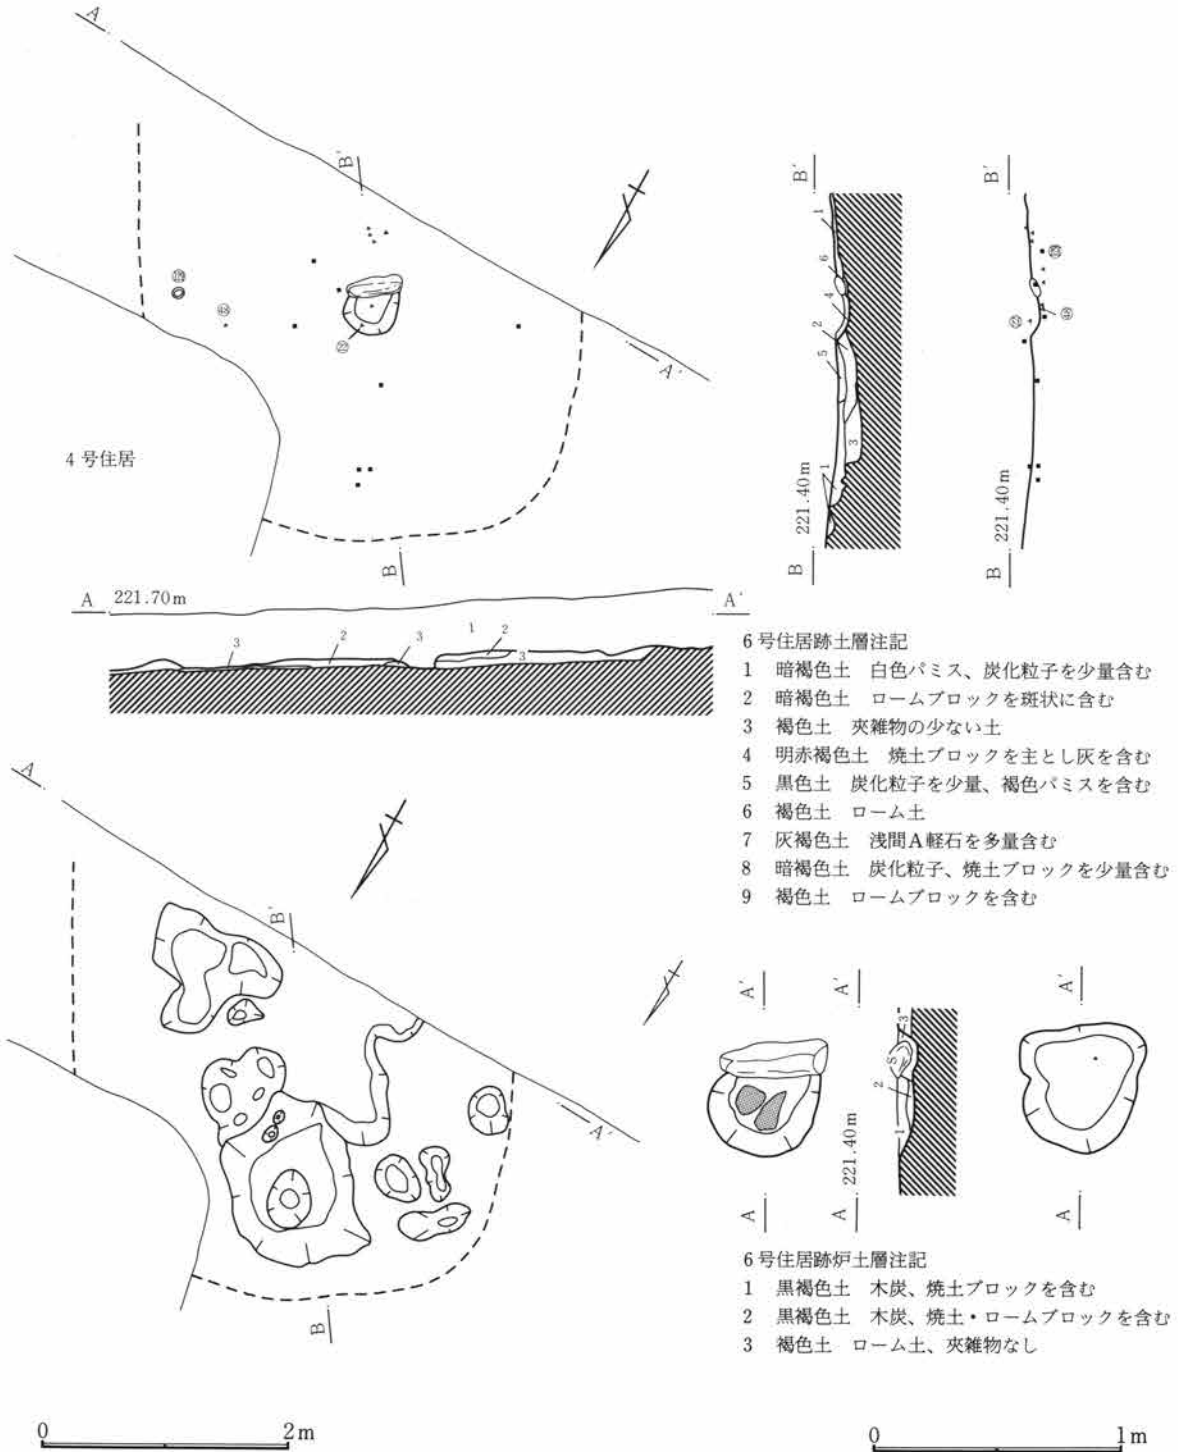 A
B'
4号住居
A'
B
B'
1
6
4
2
5
3
1
221.40m
B
B'
221.40m
B
A 221.70m A'
3 2 3 1 2 3
6号住居跡土層注記
1 暗褐色土 白色パミス、炭化粒子を少量含む
2 暗褐色土 ロームブロックを斑状に含む
3 褐色土 夾雑物の少ない土
4 明赤褐色土 焼土ブロックを主とし灰を含む
5 黒色土 炭化粒子を少量、褐色パミスを含む
6 褐色土 ローム土
7 灰褐色土 浅間A軽石を多量含む
8 暗褐色土 炭化粒子、焼土ブロックを少量含む
9 褐色土 ロームブロックを含む
A
B'
A'
B
A' A' A'
3
S
2
1
221.40m
A A A
6号住居跡炉土層注記
1 黒褐色土 木炭、焼土ブロックを含む
2 黒褐色土 木炭、焼土・ロームブロックを含む
3 褐色土 ローム土、夾雑物なし
0 2m
0 1m